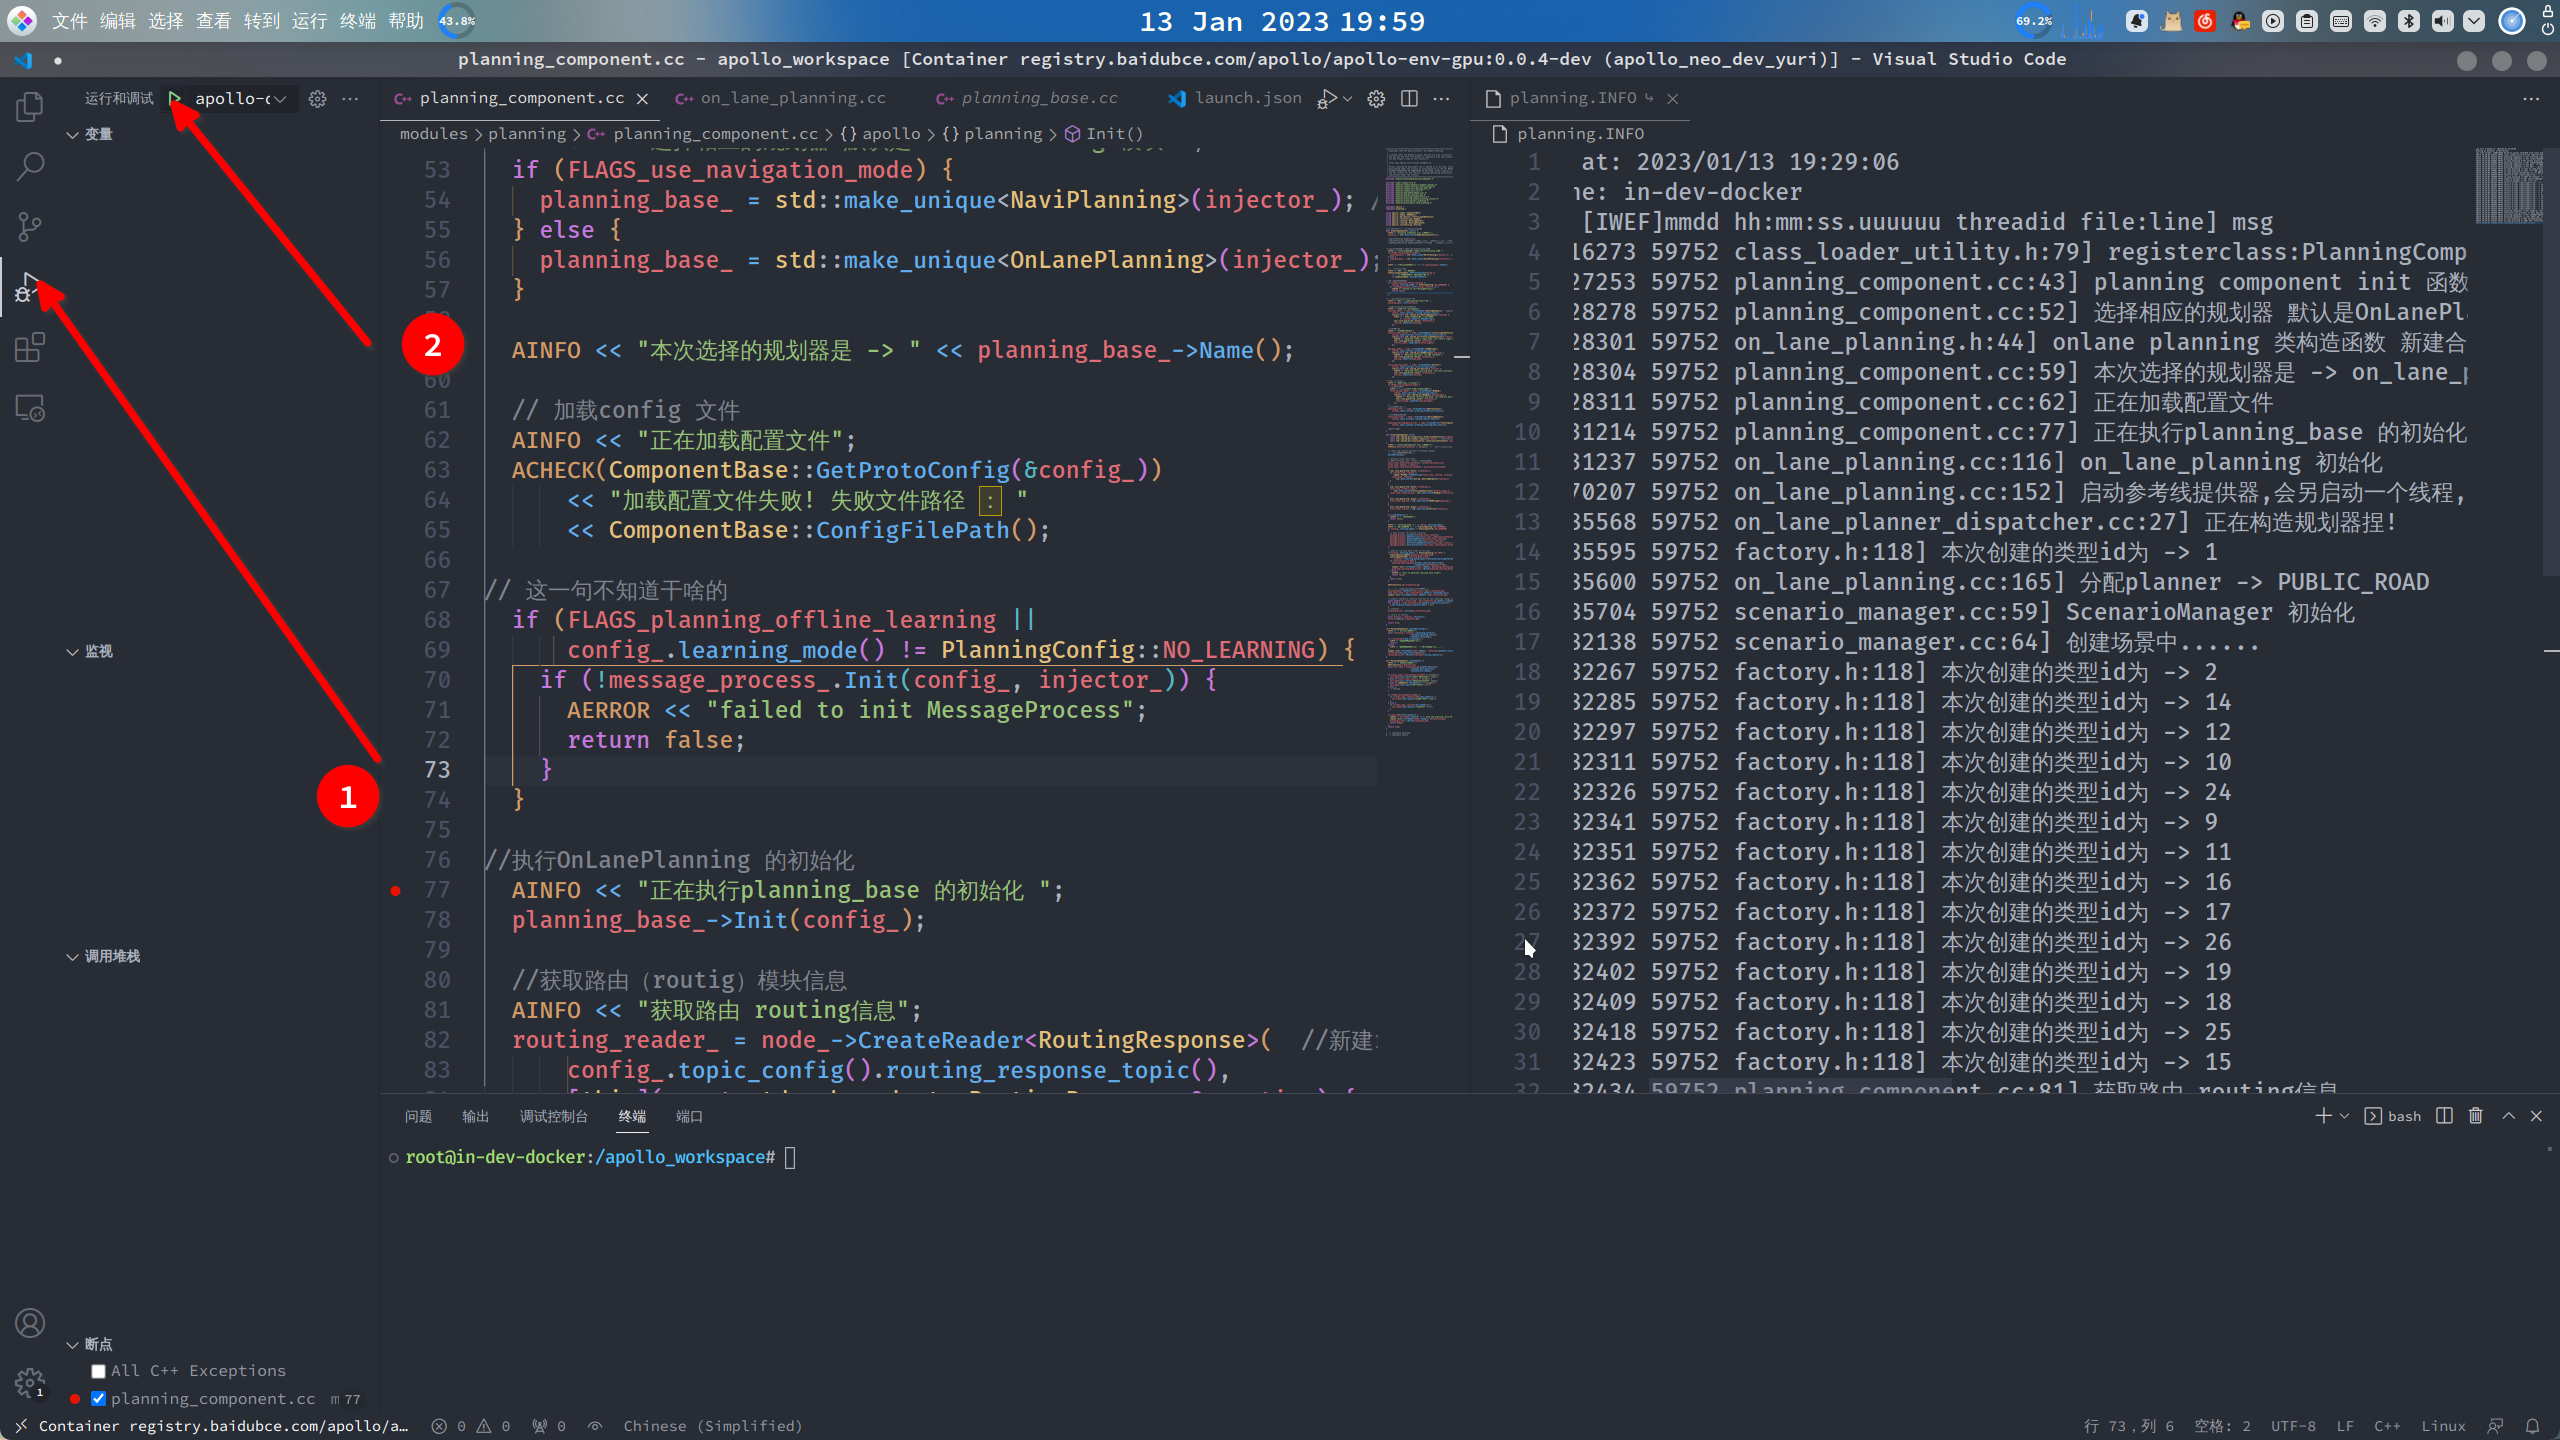 文件 编辑 选择 查看 转到 运行 终端 帮助 43.8% 13 Jan 2023 19:59 69.2%
planning_component.cc - apollo_workspace [Container registry.baidubce.com/apollo/apollo-env-gpu:0.0.4-dev (apollo_neo_dev_yuri)] - Visual Studio Code
运行和调试 apollo-c
变量
监视
调用堆栈
断点
All C++ Exceptions
planning_component.cc m 77
1
2
1
planning_component.cc on_lane_planning.cc planning_base.cc launch.json
modules > planning > planning_component.cc > {} apollo > {} planning > Init()
53 if (FLAGS_use_navigation_mode) {
54 planning_base_ = std::make_unique<NaviPlanning>(injector_); /
55 } else {
56 planning_base_ = std::make_unique<OnLanePlanning>(injector_);
57 }
AINFO << "本次选择的规划器是 -> " << planning_base_->Name();
60
61 // 加载config 文件
62 AINFO << "正在加载配置文件";
63 ACHECK(ComponentBase::GetProtoConfig(&config_))
64 << "加载配置文件失败! 失败文件路径 : "
65 << ComponentBase::ConfigFilePath();
66
67 // 这一句不知道干啥的
68 if (FLAGS_planning_offline_learning ||
69 config_.learning_mode() != PlanningConfig::NO_LEARNING) {
70 if (!message_process_.Init(config_, injector_)) {
71 AERROR << "failed to init MessageProcess";
72 return false;
73 }
74 }
75
76 //执行OnLanePlanning 的初始化
77 AINFO << "正在执行planning_base 的初始化 ";
78 planning_base_->Init(config_);
79
80 //获取路由（routig）模块信息
81 AINFO << "获取路由 routing信息";
82 routing_reader_ = node_->CreateReader<RoutingResponse>( //新建
83 config_.topic_config().routing_response_topic(),
planning.INFO
planning.INFO
1 at: 2023/01/13 19:29:06
2 ne: in-dev-docker
3 [IWEF]mmdd hh:mm:ss.uuuuuu threadid file:line] msg
4 16273 59752 class_loader_utility.h:79] registerclass:PlanningComp
5 27253 59752 planning_component.cc:43] planning component init 函数
6 28278 59752 planning_component.cc:52] 选择相应的规划器 默认是OnLanePl
7 28301 59752 on_lane_planning.h:44] onlane planning 类构造函数 新建合
8 28304 59752 planning_component.cc:59] 本次选择的规划器是 -> on_lane_p
9 28311 59752 planning_component.cc:62] 正在加载配置文件
10 31214 59752 planning_component.cc:77] 正在执行planning_base 的初始化
11 31237 59752 on_lane_planning.cc:116] on_lane_planning 初始化
12 70207 59752 on_lane_planning.cc:152] 启动参考线提供器,会另启动一个线程,
13 35568 59752 on_lane_planner_dispatcher.cc:27] 正在构造规划器捏!
14 35595 59752 factory.h:118] 本次创建的类型id为 -> 1
15 35600 59752 on_lane_planning.cc:165] 分配planner -> PUBLIC_ROAD
16 35704 59752 scenario_manager.cc:59] ScenarioManager 初始化
17 32138 59752 scenario_manager.cc:64] 创建场景中......
18 32267 59752 factory.h:118] 本次创建的类型id为 -> 2
19 32285 59752 factory.h:118] 本次创建的类型id为 -> 14
20 32297 59752 factory.h:118] 本次创建的类型id为 -> 12
21 32311 59752 factory.h:118] 本次创建的类型id为 -> 10
22 32326 59752 factory.h:118] 本次创建的类型id为 -> 24
23 32341 59752 factory.h:118] 本次创建的类型id为 -> 9
24 32351 59752 factory.h:118] 本次创建的类型id为 -> 11
25 32362 59752 factory.h:118] 本次创建的类型id为 -> 16
26 32372 59752 factory.h:118] 本次创建的类型id为 -> 17
27 32392 59752 factory.h:118] 本次创建的类型id为 -> 26
28 32402 59752 factory.h:118] 本次创建的类型id为 -> 19
29 32409 59752 factory.h:118] 本次创建的类型id为 -> 18
30 32418 59752 factory.h:118] 本次创建的类型id为 -> 25
31 32423 59752 factory.h:118] 本次创建的类型id为 -> 15
32 32434 59752 planning_component.cc:81] 获取路由 routing信息
问题 输出 调试控制台 终端 端口 bash
root@in-dev-docker:/apollo_workspace#
Container registry.baidubce.com/apollo/a… 0 0 0 Chinese (Simplified) 行 73，列 6 空格: 2 UTF-8 LF C++ Linux